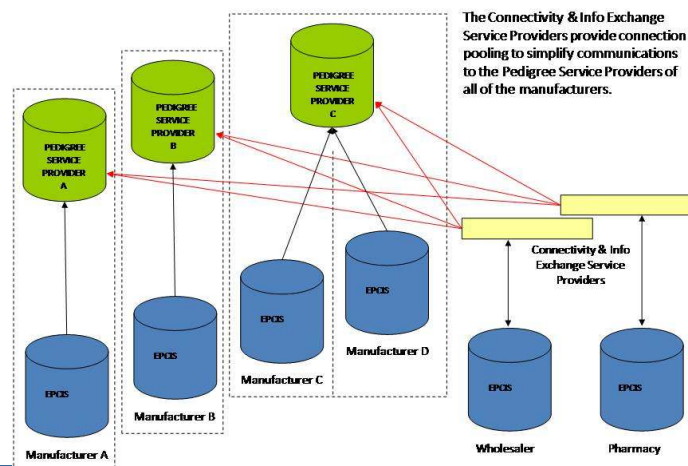 The Connectivity & Info Exchange
Service Providers provide connection
pooling to simplify communications
to the Pedigree Service Providers of
all of the manufacturers.
PEDIGREE
SERVICE
PROVIDER
A
PEDIGREE
SERVICE
PROVIDER
B
PEDIGREE
SERVICE
PROVIDER
C
Connectivity & Info
Exchange Service
Providers
EPCIS
Manufacturer A
EPCIS
Manufacturer B
EPCIS
Manufacturer C
EPCIS
Manufacturer D
EPCIS
Wholesaler
EPCIS
Pharmacy